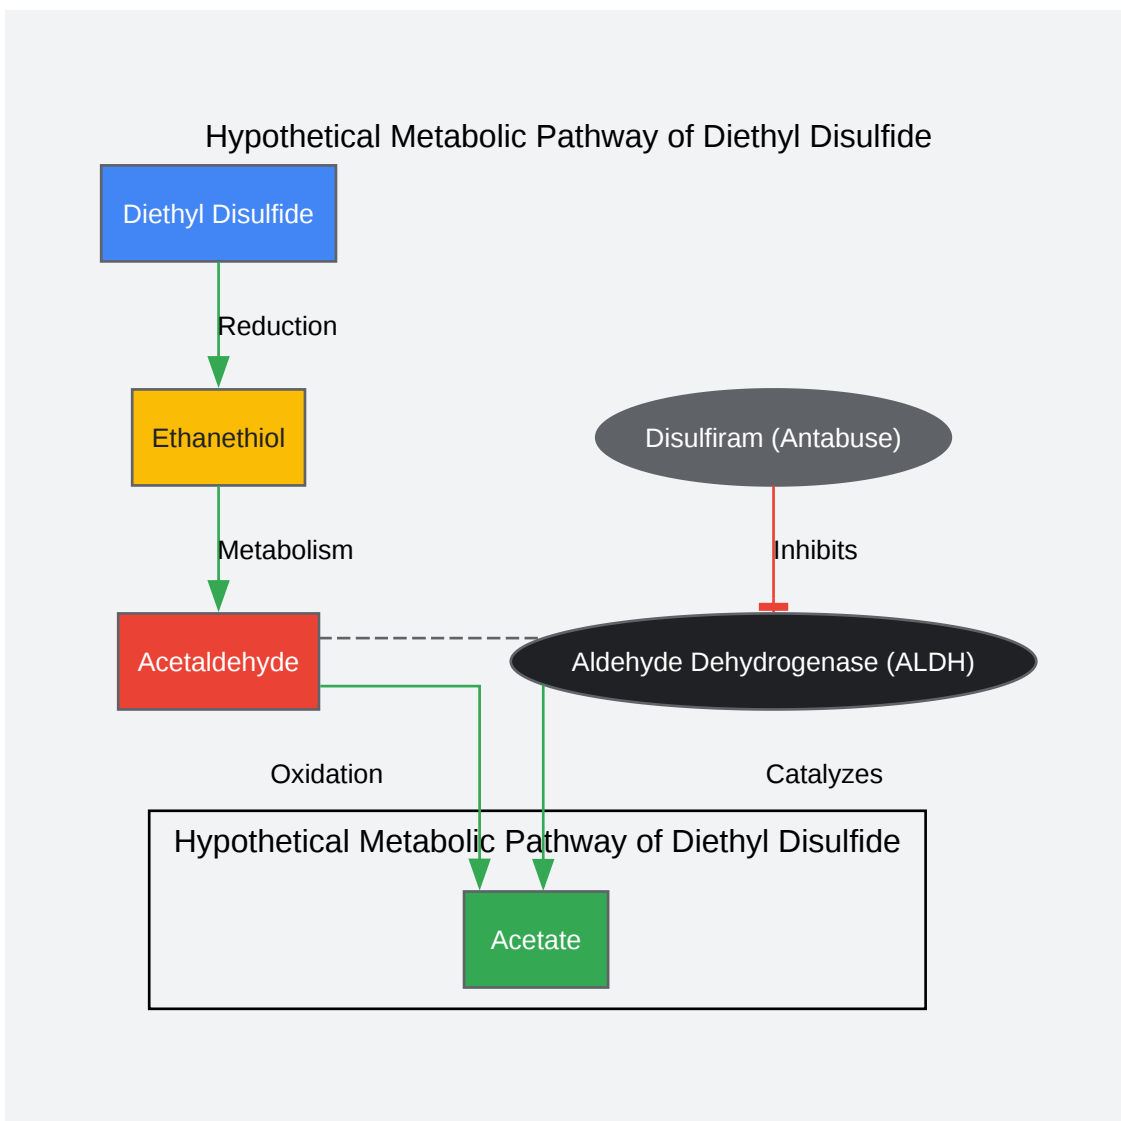 Hypothetical Metabolic Pathway of Diethyl Disulfide
Diethyl Disulfide
Reduction
Ethanethiol
Disulfiram (Antabuse)
Metabolism
Inhibits
Acetaldehyde
Aldehyde Dehydrogenase (ALDH)
Oxidation
Catalyzes
Hypothetical Metabolic Pathway of Diethyl Disulfide
Acetate